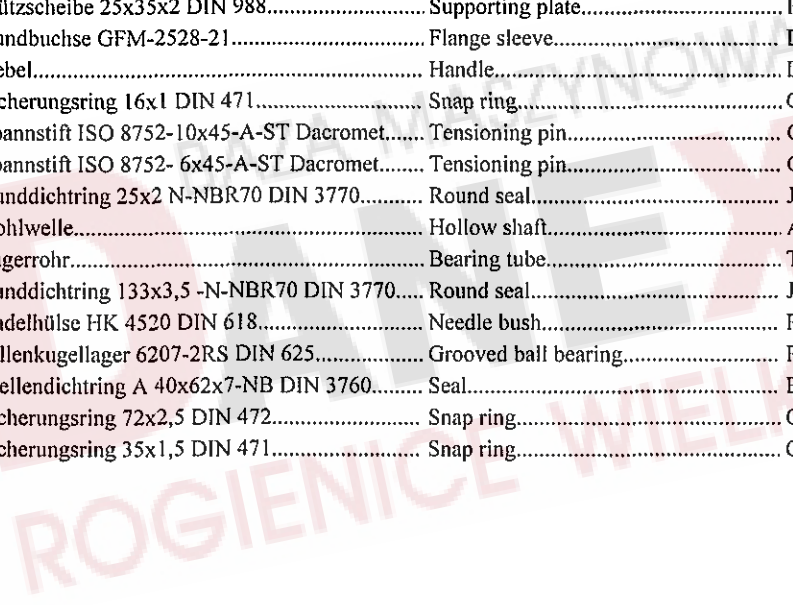 ützscheibe 25x35x2 DIN 988.......................... Supporting plate......................................
undbuchse GFM-2528-21................................ Flange sleeve.......................................... D
ebel................................................................ Handle.................................................... D
cherungsring 16x1 DIN 471........................... Snap ring................................................ C
pannstift ISO 8752-10x45-A-ST Dacromet....... Tensioning pin........................................ C
pannstift ISO 8752- 6x45-A-ST Dacromet........ Tensioning pin........................................ C
unddichtring 25x2 N-NBR70 DIN 3770.......... Round seal............................................. J
ohlwelle......................................................... Hollow shaft........................................... A
agerrohr.......................................................... Bearing tube........................................... T
unddichtring 133x3,5 -N-NBR70 DIN 3770..... Round seal............................................. J
adelhülse HK 4520 DIN 618........................... Needle bush........................................... R
illenkugellager 6207-2RS DIN 625.................. Grooved ball bearing.............................. R
ellendichtring A 40x62x7-NB DIN 3760......... Seal........................................................ B
cherungsring 72x2,5 DIN 472......................... Snap ring................................................ C
cherungsring 35x1,5 DIN 471......................... Snap ring................................................ C
BAZA MASZYNOWA
DANEX
ROGIENICE WIELK